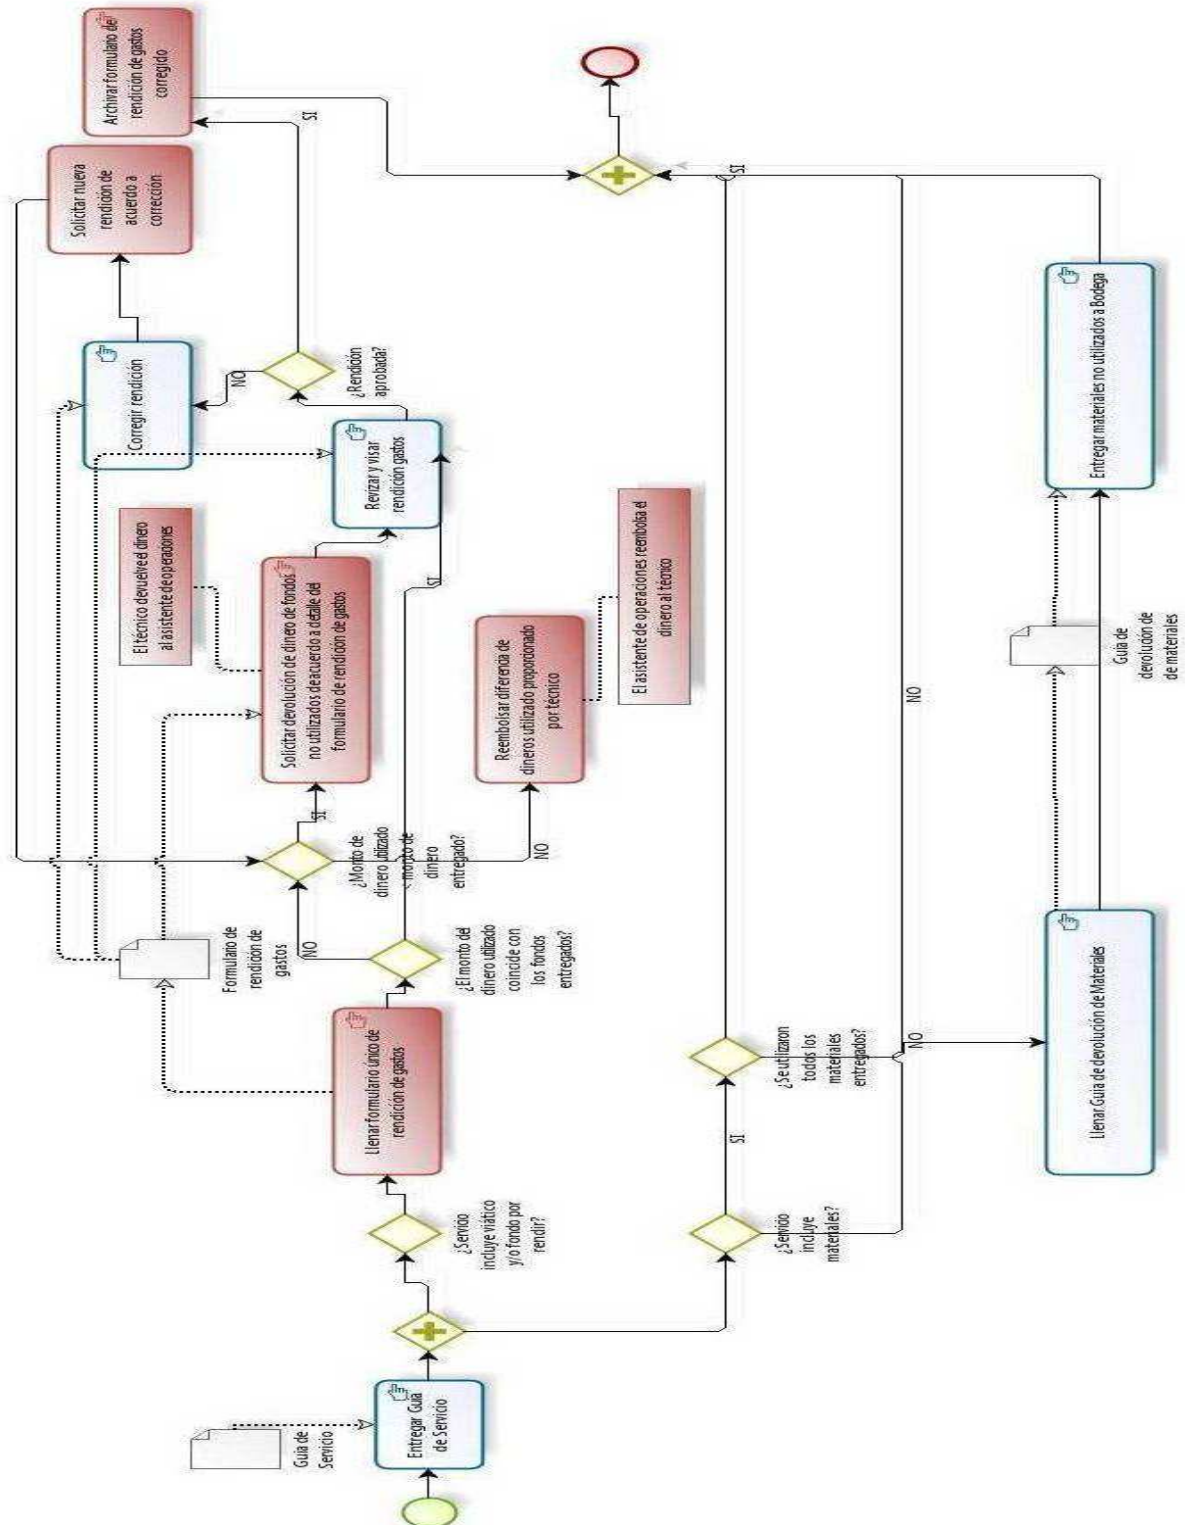 Guía de
Servicio
Entregar Guía
de Servicio
¿Servicio
incluye viático
y/o fondo por
rendir?
Llenar formulario único de
rendición de gastos
Formulario de
rendición de
gastos
NO
¿El monto del
dinero utilizado
coincide con
los fondos
entregados?
¿Monto de
dinero utilizado
< monto de
dinero
entregado?
SI
NO
Solicitar devolución de dinero de fondos
no utilizados deacuerdo a detalle del
formulario de rendición de gastos
El técnico devuelve el dinero
al asistente de operaciones
Reembolsar diferencia de
dineros utilizado proporcionado
por técnico
El asistente de operaciones reembolsa el
dinero al técnico
SI
Revizar y visar
rendición gastos
¿Rendición
aprobada?
NO
SI
Corregir rendición
Solicitar nueva
rendición de
acuerdo a
corrección
Archivar formulario de
rendición de gastos
corregido
¿Servicio
incluye
materiales?
SI
NO
¿Se utilizaron
todos los
materiales
entregados?
SI
NO
Llenar Guia de devolución de Materiales
Guía de
devolución de
de materiales
Entregar materiales no utilizados a Bodega